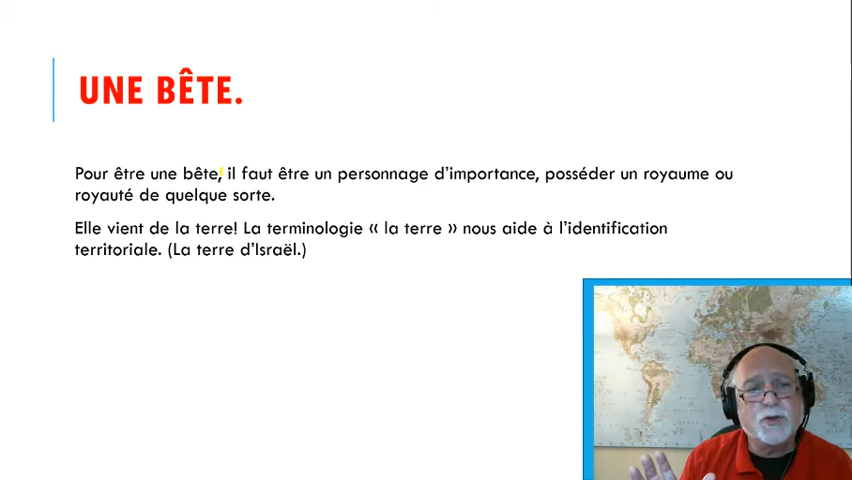 UNE BÊTE.
Pour être une bête, il faut être un personnage d'importance, posséder un royaume ou
royauté de quelque sorte.
Elle vient de la terre! La terminologie « la terre » nous aide à l'identification
territoriale. (La terre d'Israël.)